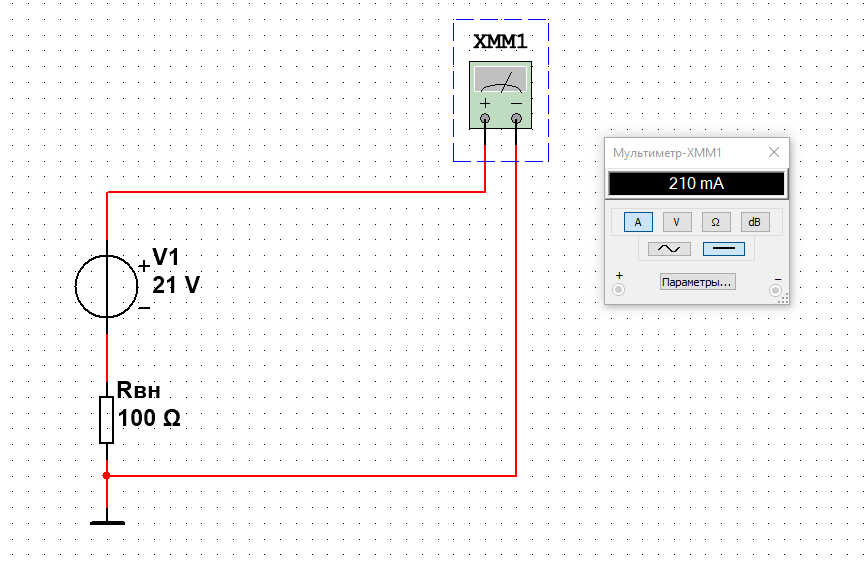 XMM1
Мультиметр-XMM1
210 mA
A V Ω dB
Параметры...
V1
21 V
Rвн
100 Ω